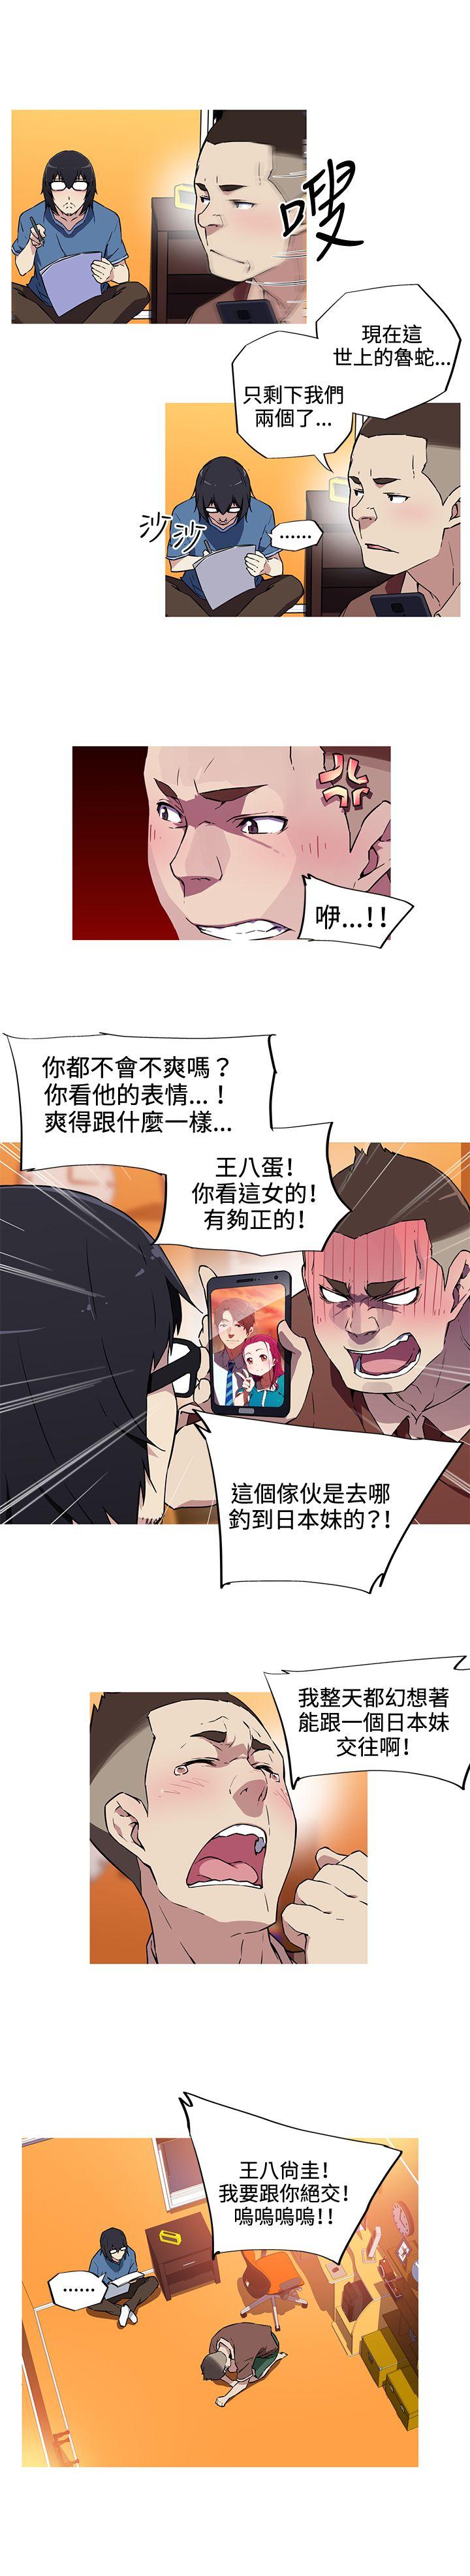 嗖
現在這
世上的魯蛇...
只剩下我們
兩個了...
沙沙
......
咿...!!
你都不會不爽嗎？
你看他的表情...！
爽得跟什麼一樣...
王八蛋！
你看這女的！
有夠正的！
這個傢伙是去哪
釣到日本妹的?!
我整天都幻想著
能跟一個日本妹
交往啊！
王八尙圭！
我要跟你絕交！
嗚嗚嗚嗚!!
......